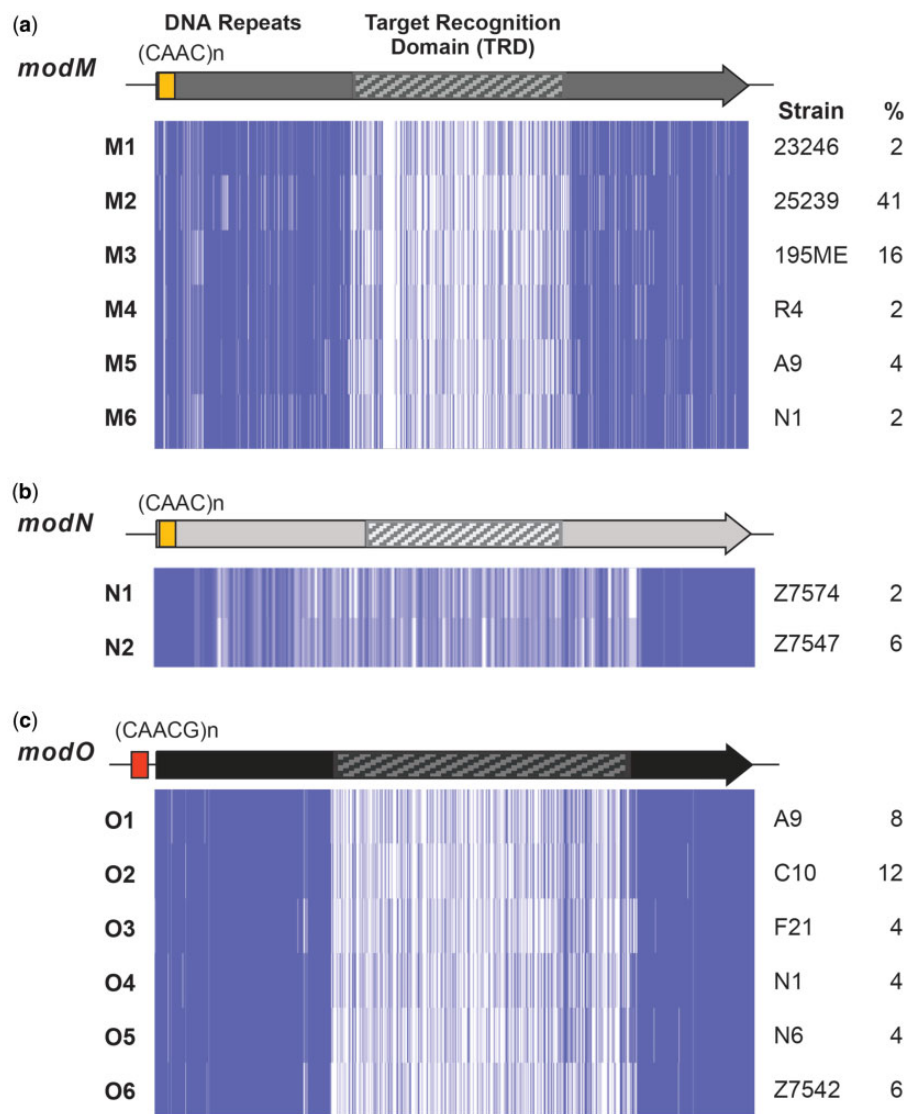 (a)
DNA Repeats
Target Recognition
Domain (TRD)
(CAAC)n
modM
Strain %
M1 23246 2
M2 25239 41
M3 195ME 16
M4 R4 2
M5 A9 4
M6 N1 2
(b)
(CAAC)n
modN
N1 Z7574 2
N2 Z7547 6
(c)
(CAACG)n
modO
O1 A9 8
O2 C10 12
O3 F21 4
O4 N1 4
O5 N6 4
O6 Z7542 6